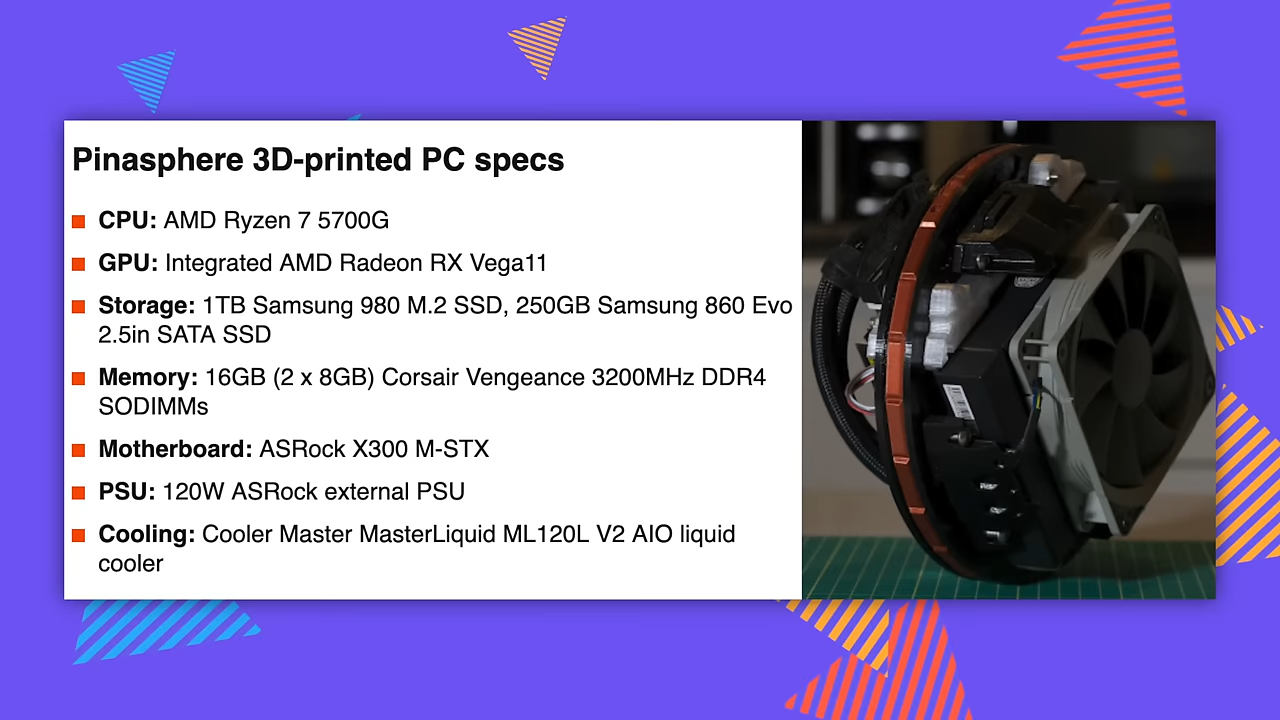 Pinasphere 3D-printed PC specs
CPU: AMD Ryzen 7 5700G
GPU: Integrated AMD Radeon RX Vega11
Storage: 1TB Samsung 980 M.2 SSD, 250GB Samsung 860 Evo
2.5in SATA SSD
Memory: 16GB (2 x 8GB) Corsair Vengeance 3200MHz DDR4
SODIMMs
Motherboard: ASRock X300 M-STX
PSU: 120W ASRock external PSU
Cooling: Cooler Master MasterLiquid ML120L V2 AIO liquid
cooler